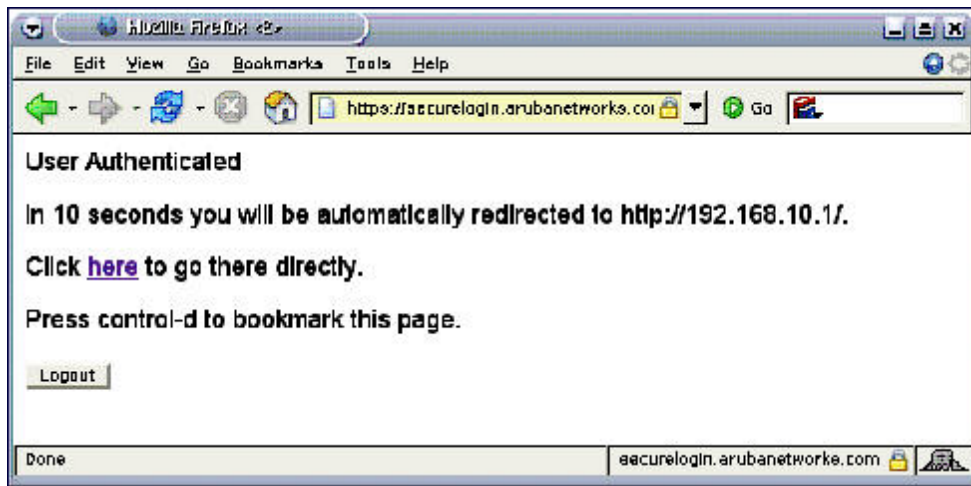 Mozilla Firefox <2>
File Edit View Go Bookmarks Tools Help
https://securelogin.arubanetworks.com Go
User Authenticated
In 10 seconds you will be automatically redirected to http://192.168.10.1/.
Click here to go there directly.
Press control-d to bookmark this page.
Logout
Done securelogin.arubanetworks.com